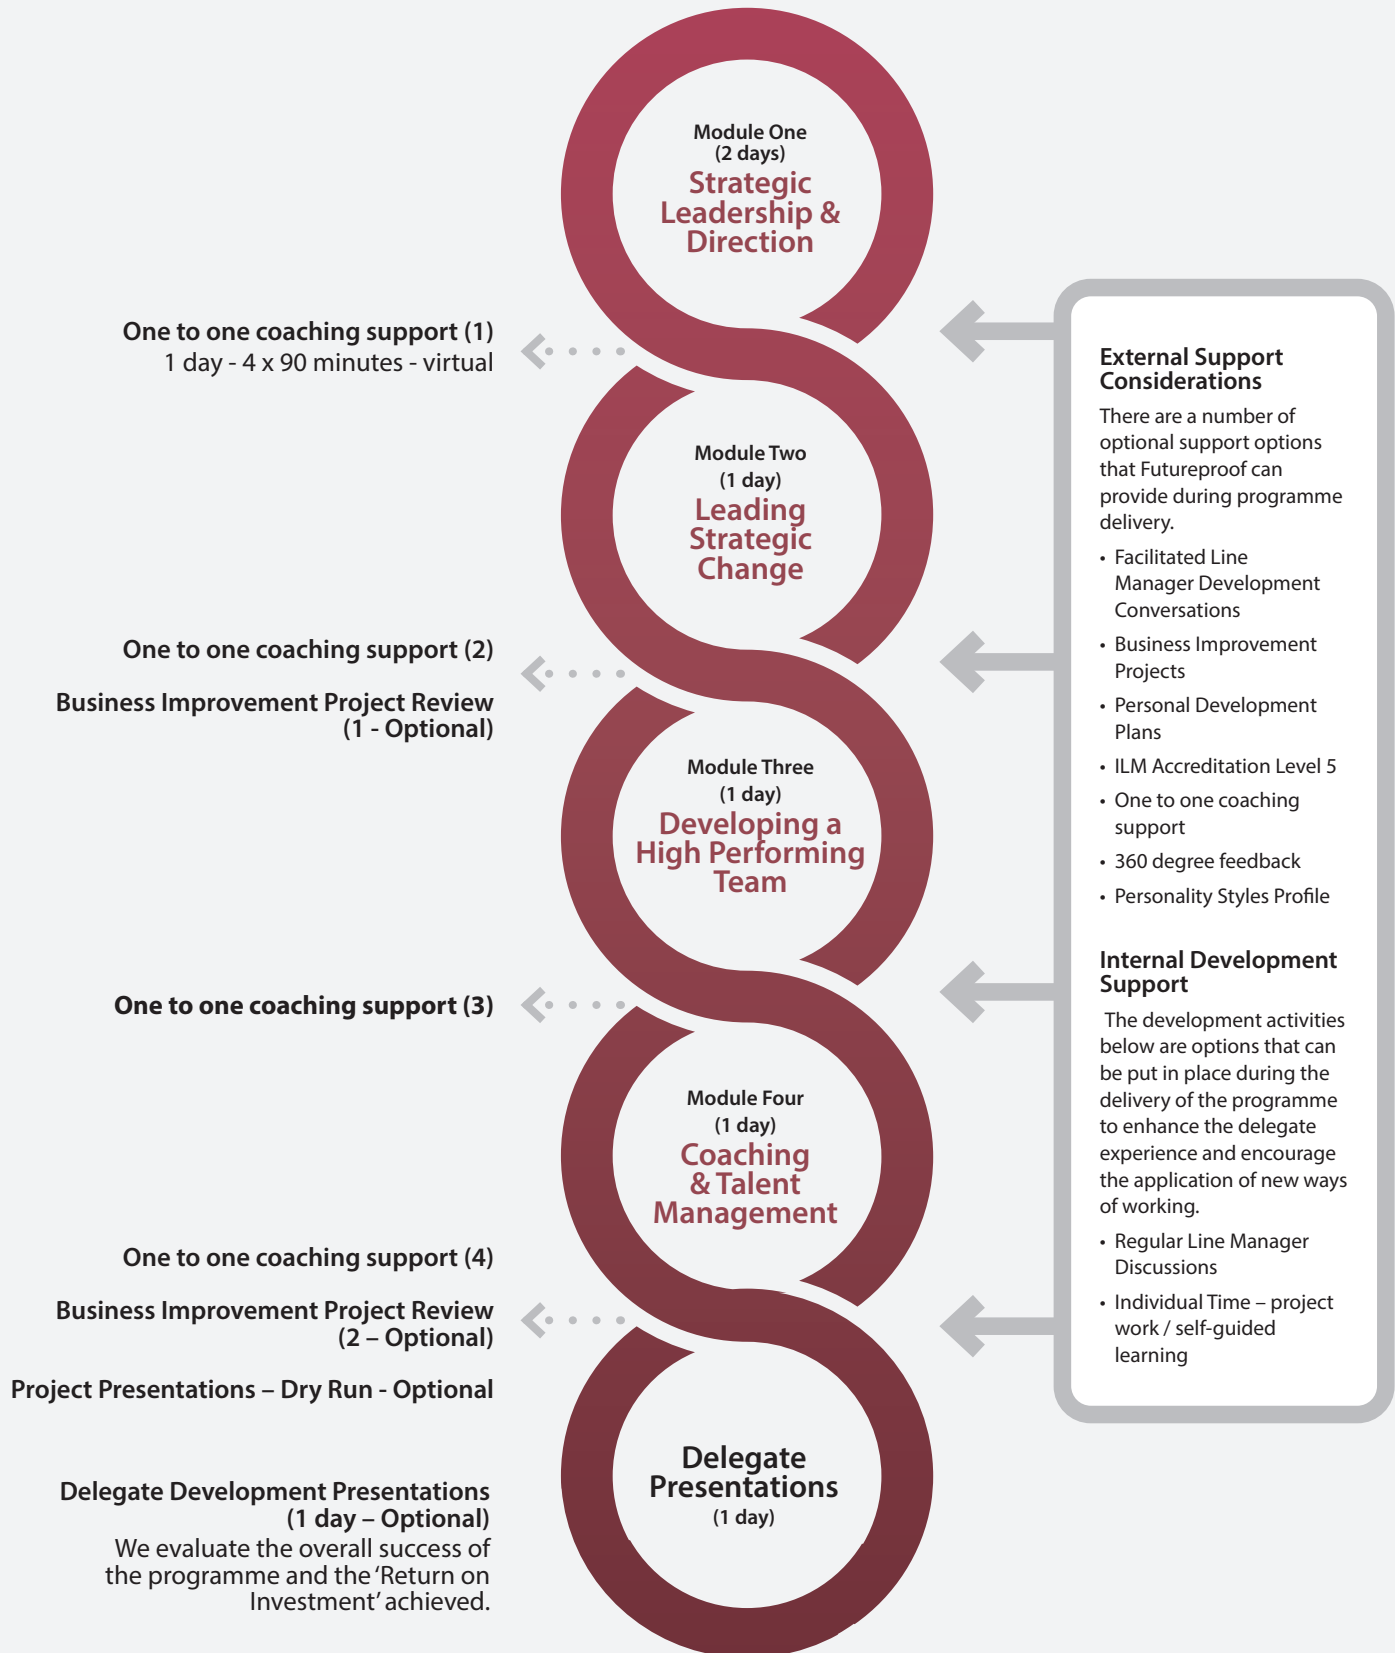 Module One
(2 days)
Strategic
Leadership &
Direction
One to one coaching support (1)
1 day - 4 x 90 minutes - virtual
Module Two
(1 day)
Leading
Strategic
Change
One to one coaching support (2)
Business Improvement Project Review
(1 - Optional)
Module Three
(1 day)
Developing a
High Performing
Team
One to one coaching support (3)
Module Four
(1 day)
Coaching
& Talent
Management
One to one coaching support (4)
Business Improvement Project Review
(2 – Optional)
Project Presentations – Dry Run - Optional
Delegate
Presentations
(1 day)
Delegate Development Presentations
(1 day – Optional)
We evaluate the overall success of
the programme and the ‘Return on
Investment’ achieved.
External Support
Considerations
There are a number of
optional support options
that Futureproof can
provide during programme
delivery.
• Facilitated Line
Manager Development
Conversations
• Business Improvement
Projects
• Personal Development
Plans
• ILM Accreditation Level 5
• One to one coaching
support
• 360 degree feedback
• Personality Styles Profile
Internal Development
Support
The development activities
below are options that can
be put in place during the
delivery of the programme
to enhance the delegate
experience and encourage
the application of new ways
of working.
• Regular Line Manager
Discussions
• Individual Time – project
work / self-guided
learning